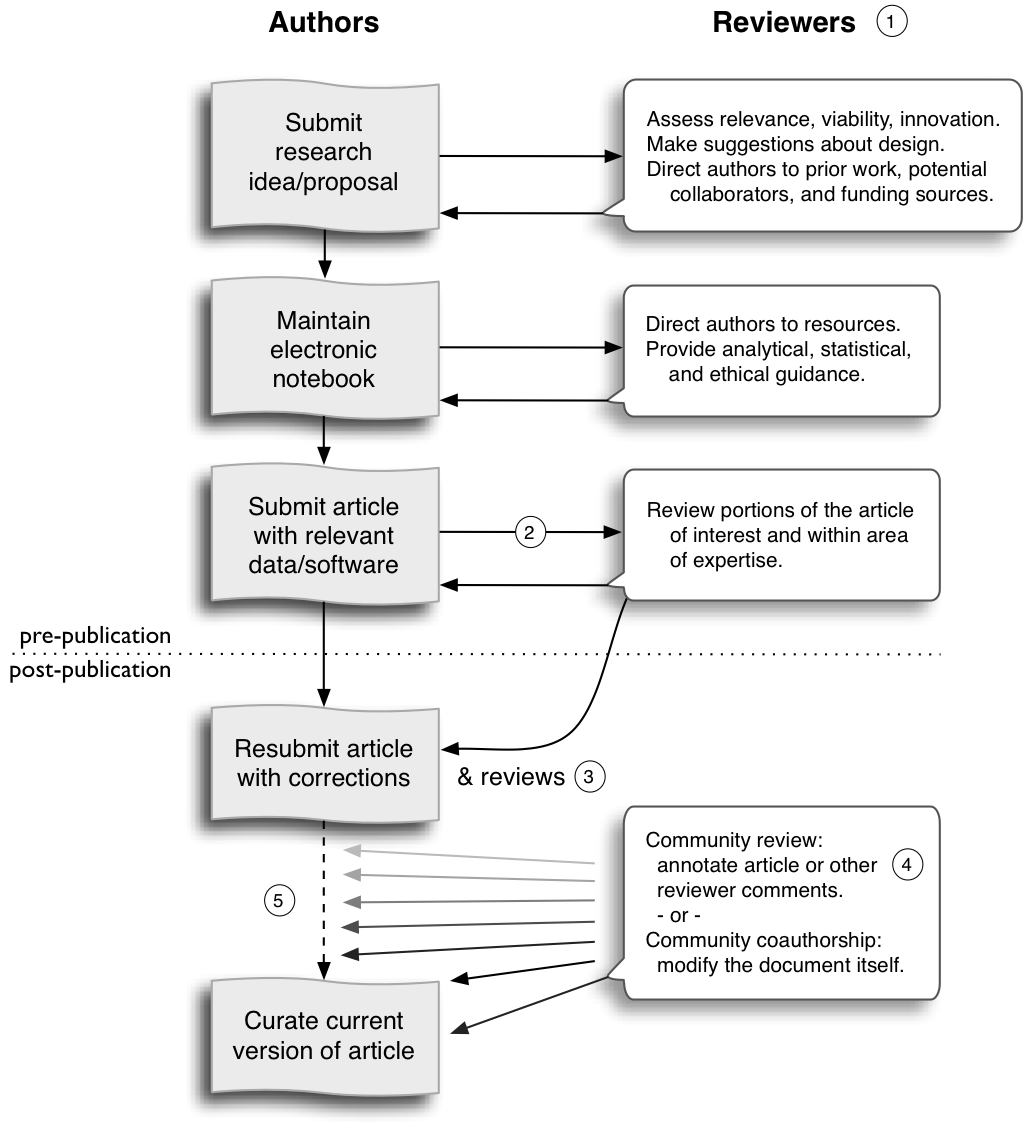 Authors
Reviewers 1
Submit
research
idea/proposal
Assess relevance, viability, innovation.
Make suggestions about design.
Direct authors to prior work, potential
collaborators, and funding sources.
Maintain
electronic
notebook
Direct authors to resources.
Provide analytical, statistical,
and ethical guidance.
Submit article
with relevant
data/software
2
Review portions of the article
of interest and within area
of expertise.
pre-publication
post-publication
Resubmit article
with corrections
& reviews 3
Community review:
annotate article or other 4
reviewer comments.
- or -
Community coauthorship:
modify the document itself.
5
Curate current
version of article